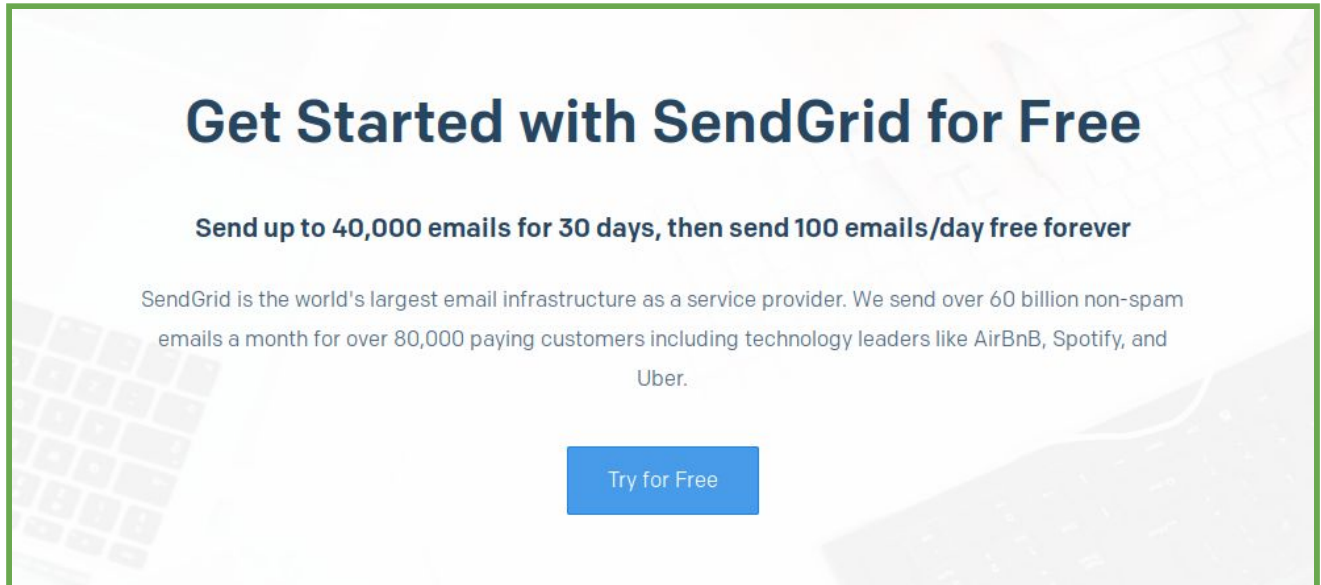 Get Started with SendGrid for Free
Send up to 40,000 emails for 30 days, then send 100 emails/day free forever
SendGrid is the world's largest email infrastructure as a service provider. We send over 60 billion non-spam
emails a month for over 80,000 paying customers including technology leaders like AirBnB, Spotify, and
Uber.
Try for Free